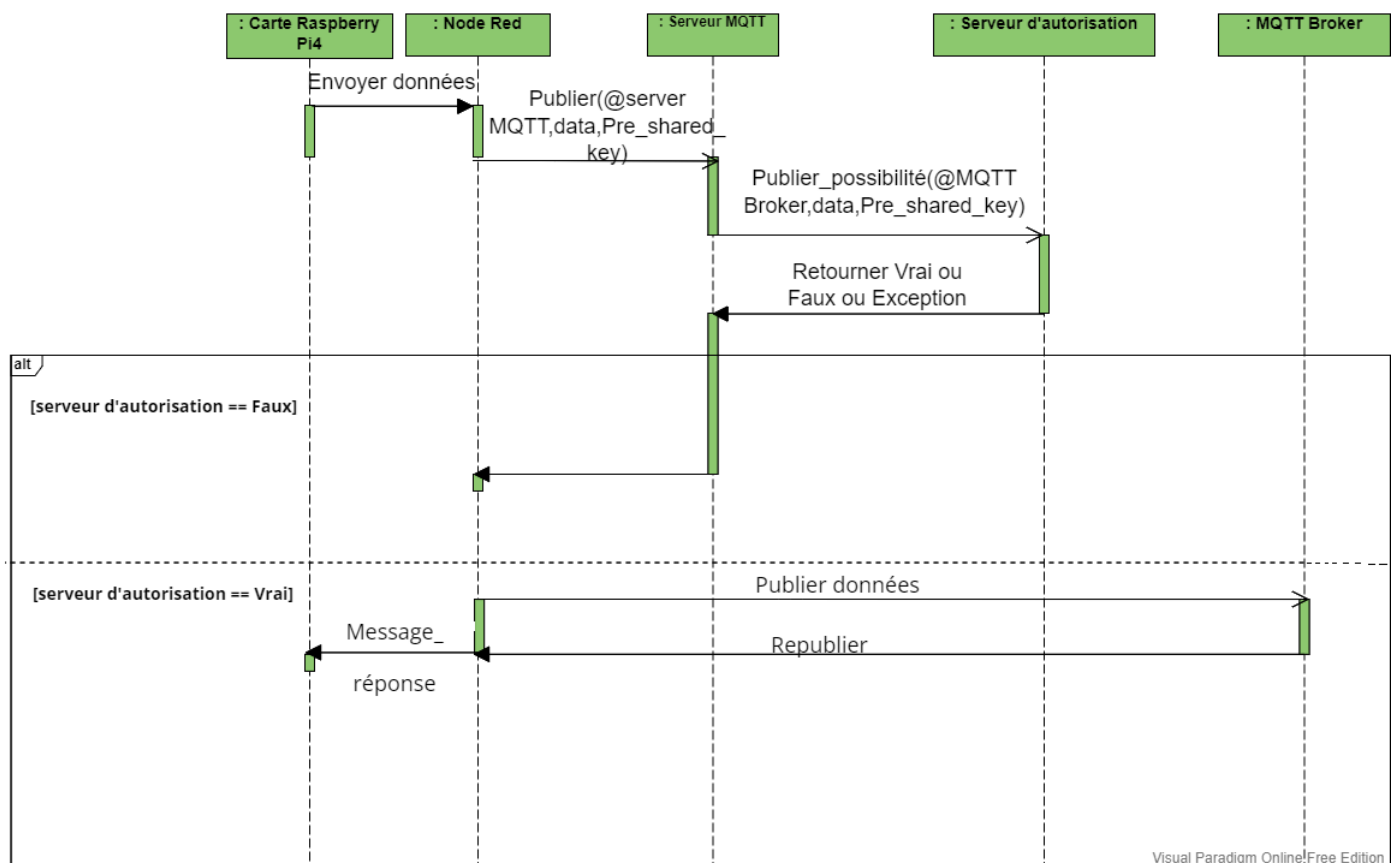 : Carte Raspberry
Pi4
: Node Red
: Serveur MQTT
: Serveur d'autorisation
: MQTT Broker
Envoyer données
Publier(@server
MQTT,data,Pre_shared_
key)
Publier_possibilité(@MQTT
Broker,data,Pre_shared_key)
Retourner Vrai ou
Faux ou Exception
alt
[serveur d'autorisation == Faux]
[serveur d'autorisation == Vrai]
Publier données
Message_
réponse
Republier
Visual Paradigm Online Free Edition